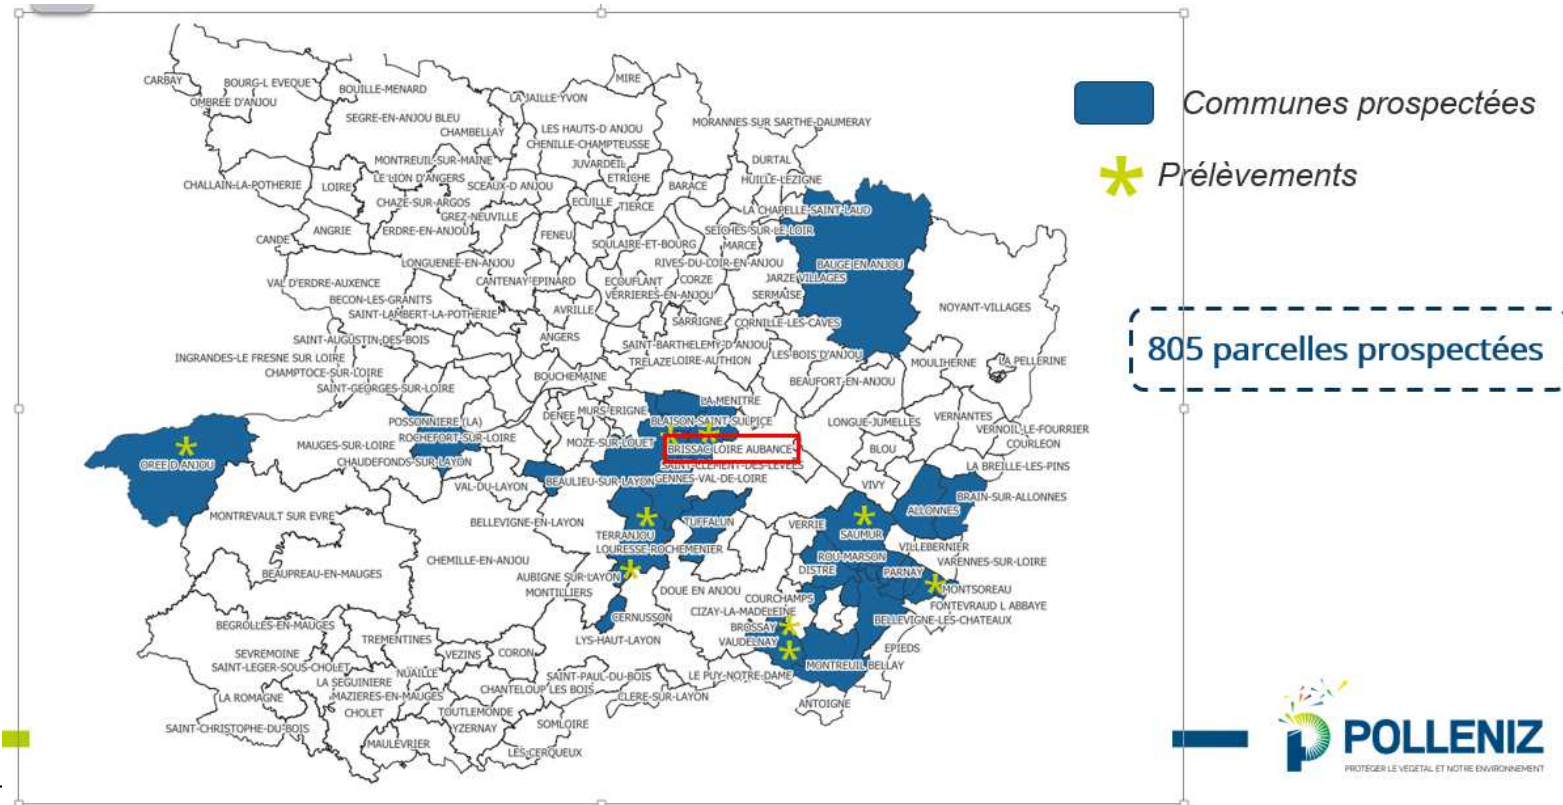 MIRE
CARBAY
BOURG-L EVEQUE
BOUILLE-MENARD
OMBREE D'ANJOU
LA JAILLE-YVON
SEGRE-EN-ANJOU BLEU
CHAMBELLAY
LES HAUTS-D ANJOU
CHENILLE-CHAMPTEUSSE
MORANNES SUR SARTHE-DAUMERAY
MONTREUIL-SUR-MAINE
JUVARDEIL
DURTAL
CHALLAIN-LA-POTHERIE
LOIRE
LE LION D'ANGERS
SCEAUX-D ANJOU
ETRICHE
BARACE
HUILLE-LEZIGNE
CHAZE-SUR-ARGOS
ECUILLE
TIERCE
LA CHAPELLE-SAINT-LAUD
GREZ-NEUVILLE
ANGRIE
ERDRE-EN-ANJOU
FENEU
SEICHES-SUR-LE-LOIR
CANDE
SOULAIRE-ET-BOURG
MARCE
LONGUENEE-EN-ANJOU
RIVES-DU-LOIR-EN-ANJOU
BAUGE EN ANJOU
VAL D'ERDRE-AUXENCE
CANTENAY-EPINARD
ECOUFLANT
CORZE
JARZE VILLAGES
BECON-LES-GRANITS
VERRIERES-EN-ANJOU
SERMAISE
NOYANT-VILLAGES
SAINT-LAMBERT-LA-POTHERIE
AVRILLE
SARRIGNE
CORNILLE-LES-CAVES
SAINT-AUGUSTIN-DES-BOIS
ANGERS
SAINT-BARTHELEMY-D'ANJOU
INGRANDES-LE FRESNE SUR LOIRE
TRELAZE
LOIRE-AUTHION
LES BOIS D'ANJOU
MOULIHERNE
LA PELLERINE
CHAMPTOCE-SUR-LOIRE
BOUCHEMAINE
BEAUFORT-EN-ANJOU
SAINT-GEORGES-SUR-LOIRE
LA-MENITRE
POSSONNIERE (LA)
DENEE
MURS-ERIGNE
BLAISON-SAINT-SULPICE
LONGUE-JUMELLES
VERNANTES
VERNOIL-LE-FOURRIER
MAUGES-SUR-LOIRE
ROCHEFORT-SUR-LOIRE
MOZE-SUR-LOUET
BRISSAC LOIRE AUBANCE
BLOU
COURLEON
OREE D ANJOU
CHAUDEFONDS-SUR-LAYON
SAINT-CLEMENT-DES-LEVEES
LA BREILLE-LES-PINS
VAL-DU-LAYON
BEAULIEU-SUR-LAYON
GENNES-VAL-DE-LOIRE
VIVY
BRAIN-SUR-ALLONNES
MONTREVAULT SUR EVRE
BELLEVIGNE-EN-LAYON
TUFFALUN
VERRIE
ALLONNES
TERRANJOU
SAUMUR
LOURESSE-ROCHEMENIER
VILLEBERNIER
CHEMILLE-EN-ANJOU
ROU-MARSON
VARENNES-SUR-LOIRE
BEAUPREAU-EN-MAUGES
AUBIGNE SUR-LAYON
DISTRE
PARNAY
MONTILLIERS
DOUE EN ANJOU
COURCHAMPS
MONTSOREAU
CIZAY-LA-MADELEINE
FONTEVRAUD L ABBAYE
BEGROLLES-EN-MAUGES
CERNUSSON
BROSSAY
BELLEVIGNE-LES-CHATEAUX
TREMENTINES
LYS-HAUT-LAYON
VAUDELNAY
EPIEDS
SEVREMOINE
VEZINS
CORON
SAINT-LEGER-SOUS-CHOLET
NUAILLE
SAINT-PAUL-DU-BOIS
LE PUY-NOTRE-DAME
MONTREUIL BELLAY
LA SEGUINIERE
CHANTELOUP LES BOIS
LA ROMAGNE
MAZIERES-EN-MAUGES
CLERE-SUR-LAYON
ANTOIGNE
CHOLET
TOUTLEMONDE
SAINT-CHRISTOPHE-DU-BOIS
YZERNAY
SOMLOIRE
MAULEVRIER
LES CERQUEUX
Communes prospectées
Prélèvements
805 parcelles prospectées
POLLENIZ
PROTÉGER LE VÉGÉTAL ET NOTRE ENVIRONNEMENT